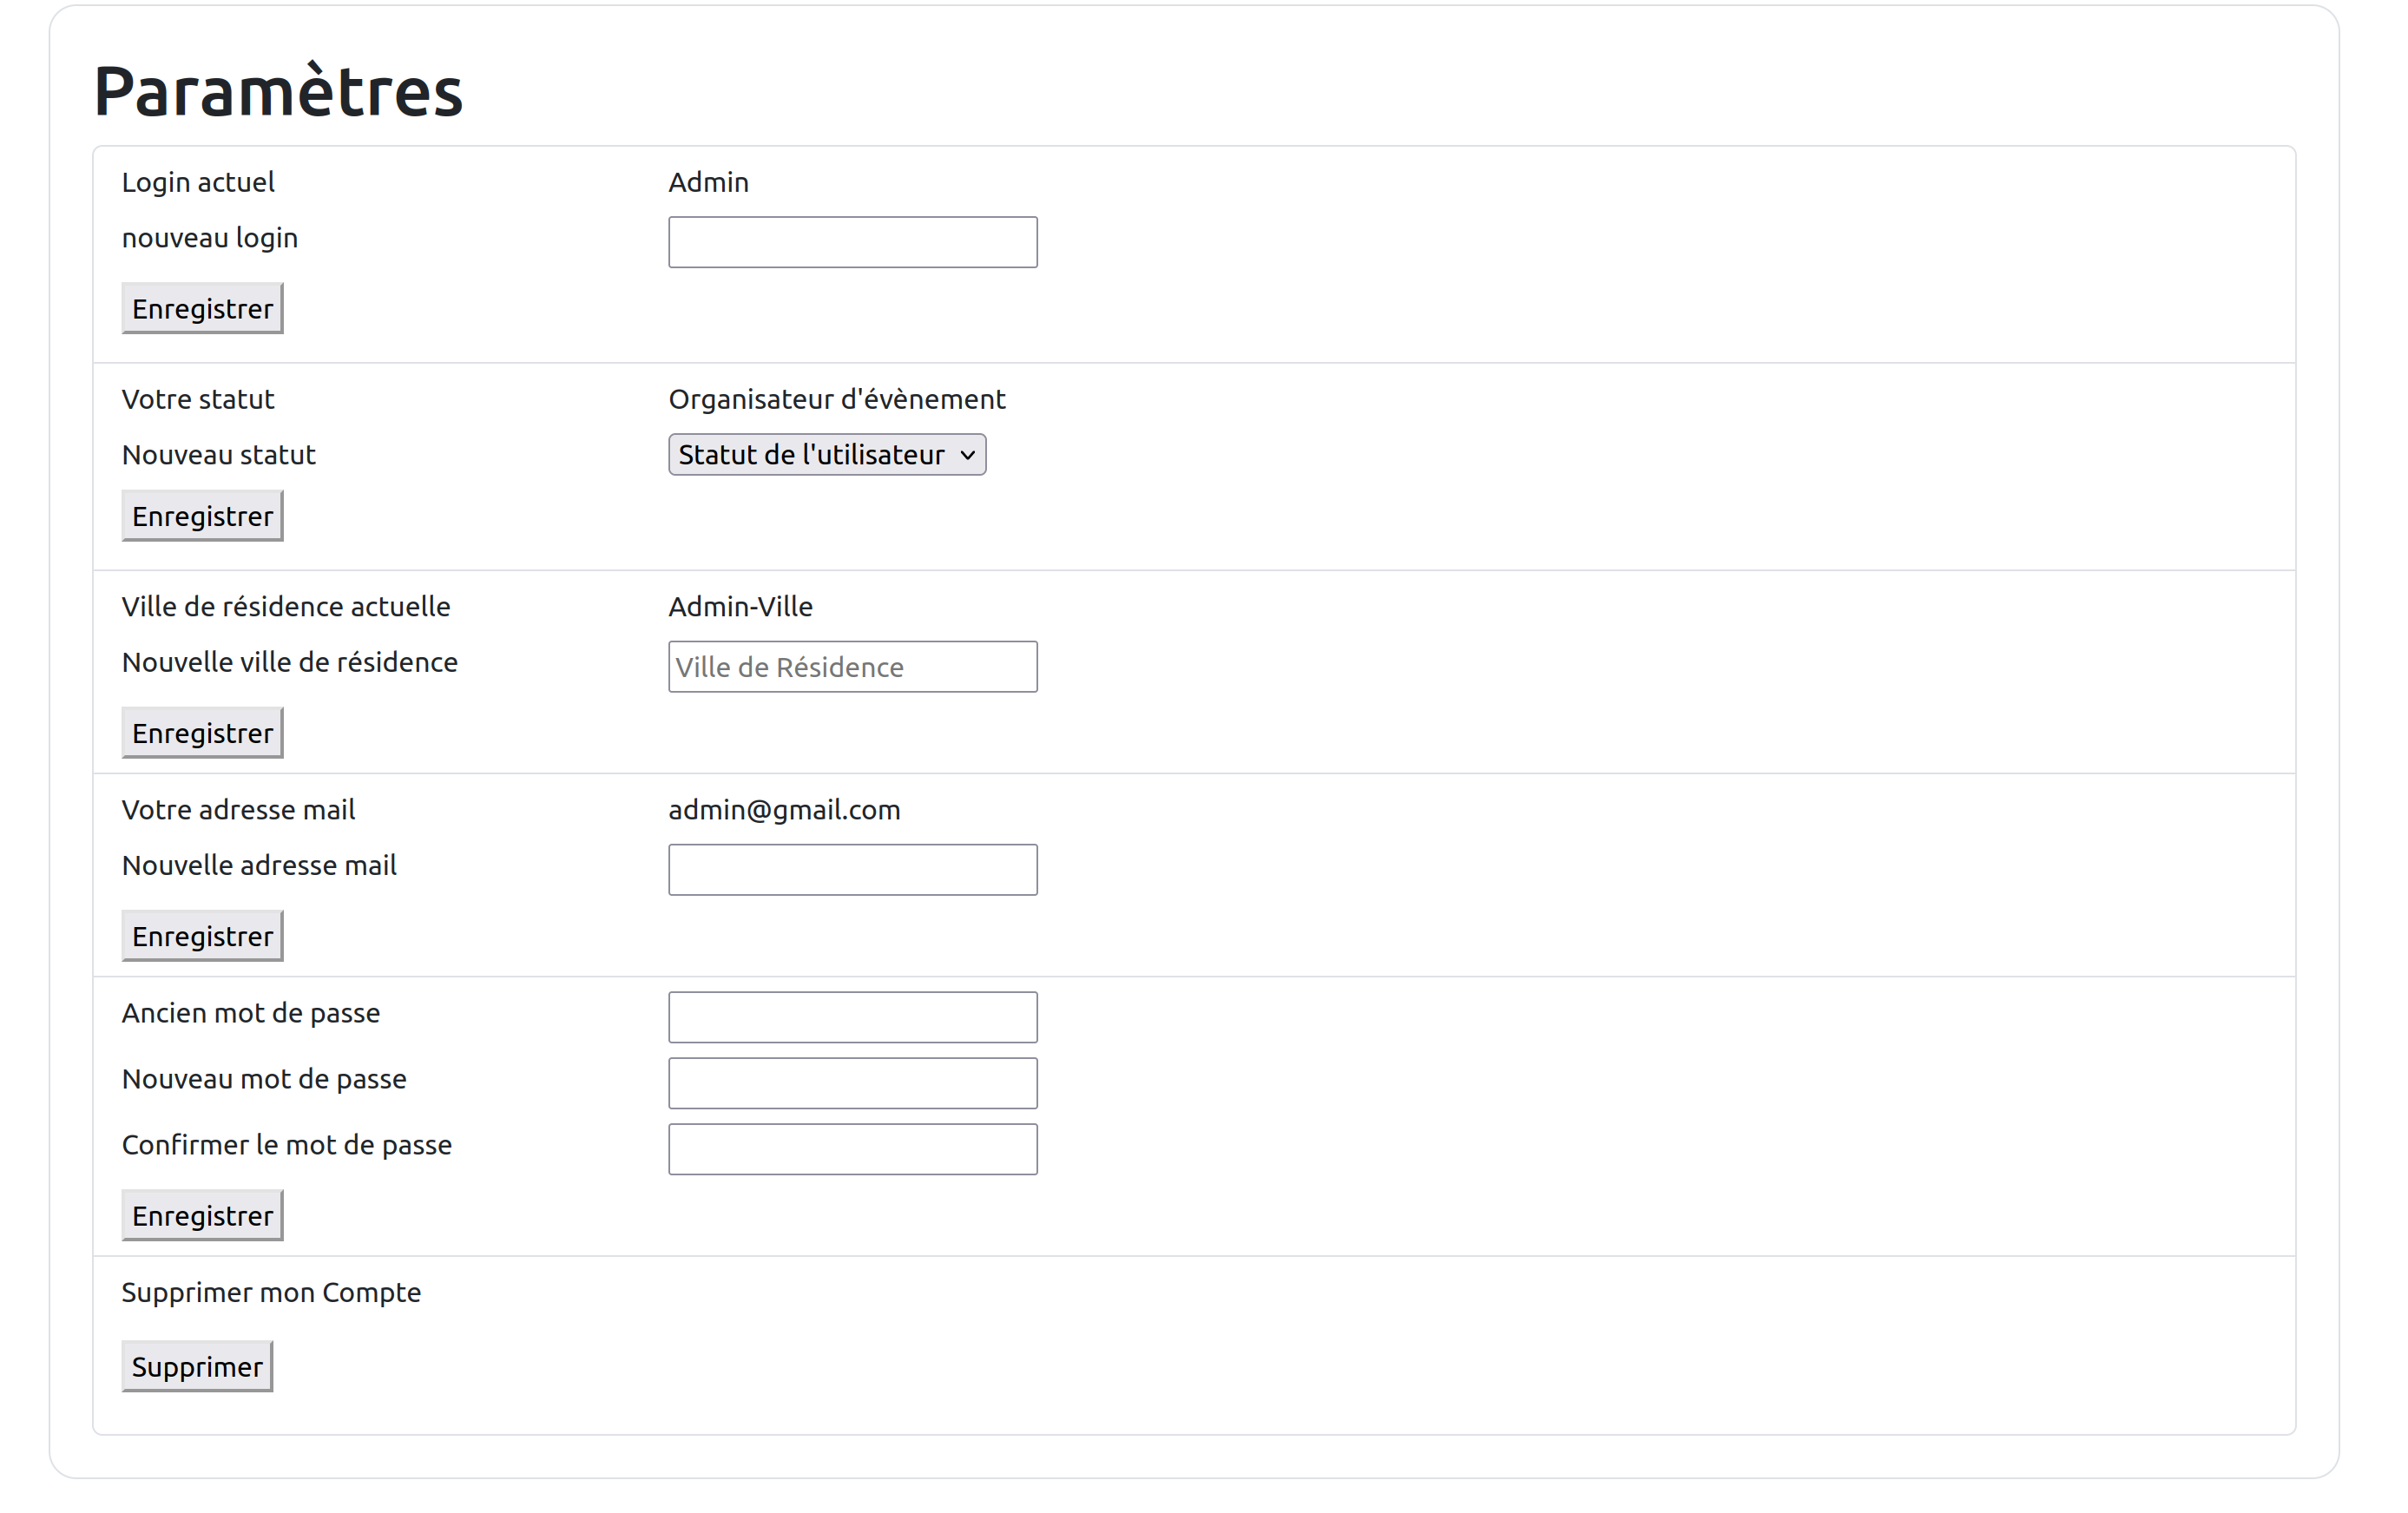 Paramètres
Login actuel Admin
nouveau login
Enregistrer
Votre statut Organisateur d'évènement
Nouveau statut Statut de l'utilisateur
Enregistrer
Ville de résidence actuelle Admin-Ville
Nouvelle ville de résidence Ville de Résidence
Enregistrer
Votre adresse mail admin@gmail.com
Nouvelle adresse mail
Enregistrer
Ancien mot de passe
Nouveau mot de passe
Confirmer le mot de passe
Enregistrer
Supprimer mon Compte
Supprimer